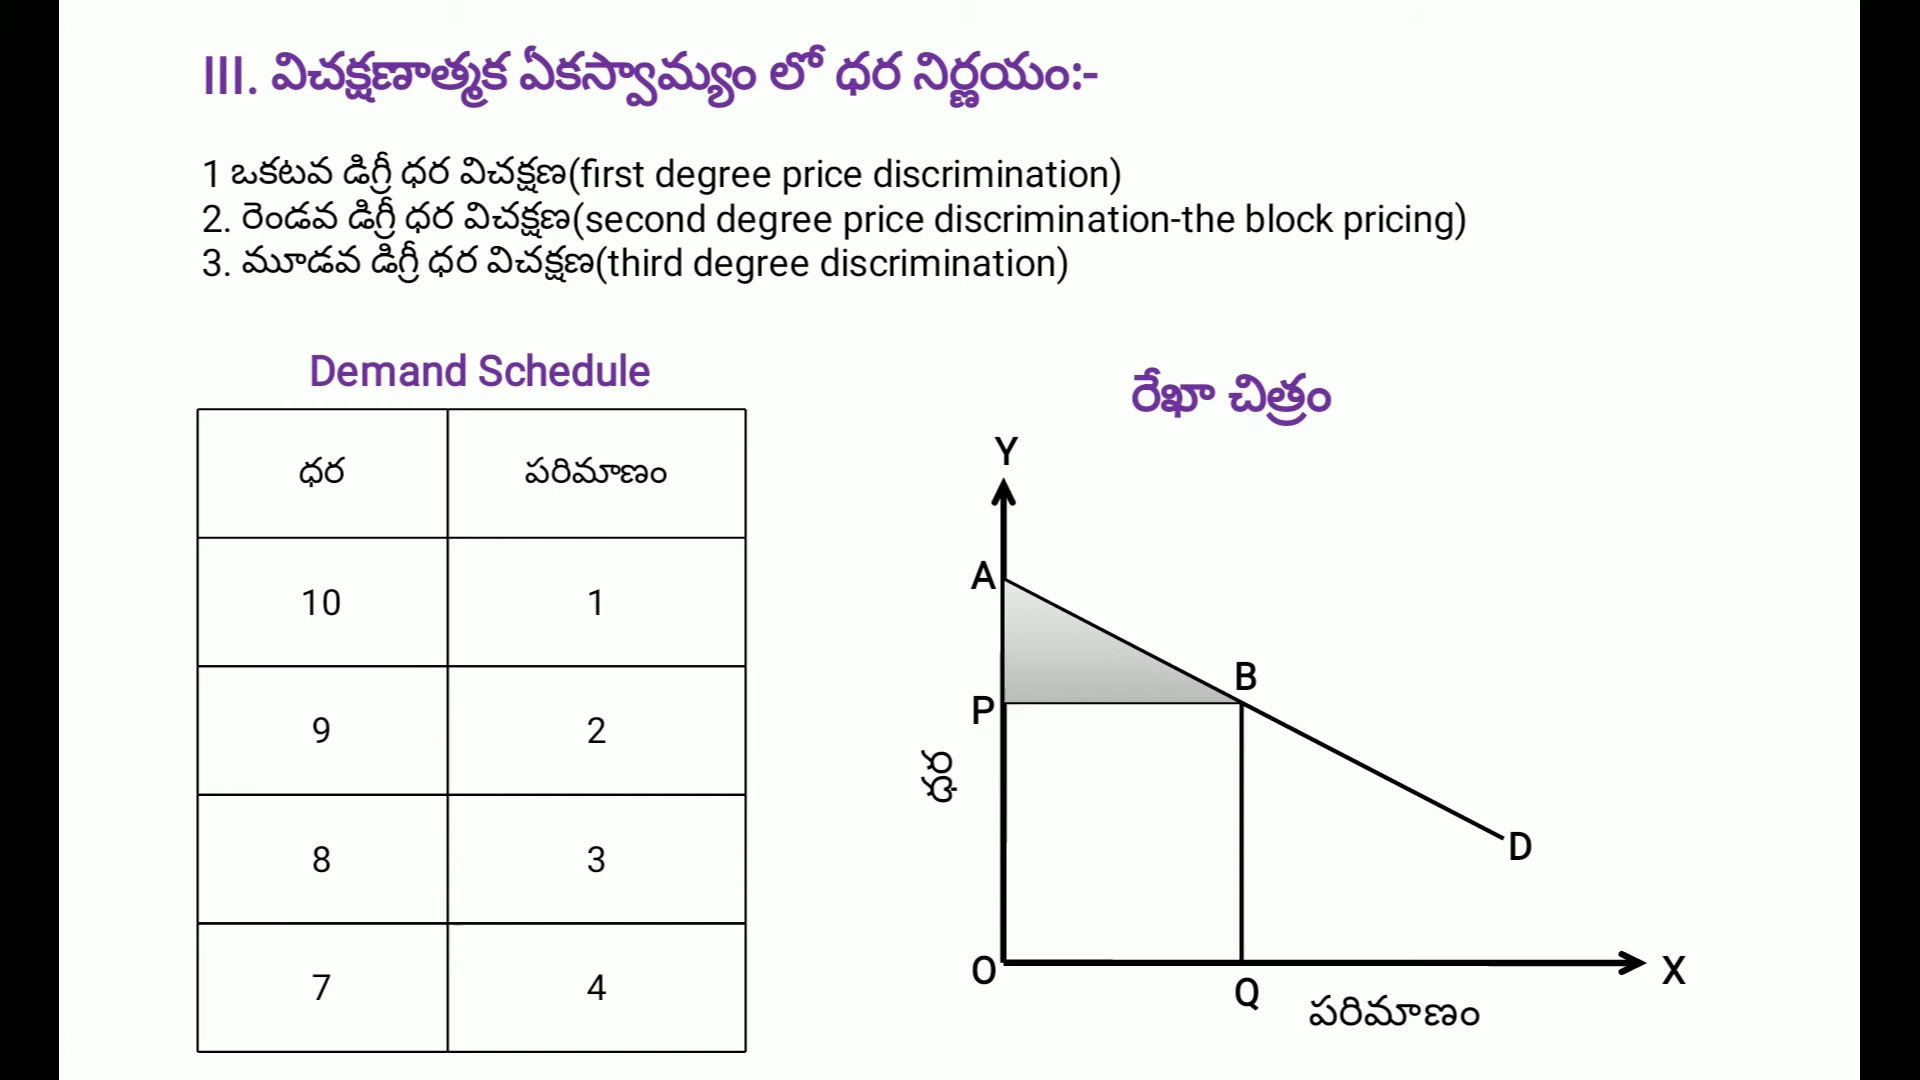 III. విచక్షణాత్మక ఏకస్వామ్యం లో ధర నిర్ణయం:-
1 ఒకటవ డిగ్రీ ధర విచక్షణ(first degree price discrimination)
2. రెండవ డిగ్రీ ధర విచక్షణ(second degree price discrimination-the block pricing)
3. మూడవ డిగ్రీ ధర విచక్షణ(third degree discrimination)
Demand Schedule
ధర పరిమాణం
10 1
9 2
8 3
7 4
రేఖా చిత్రం
Y
A
B
P
ధర
D
O
X
Q
పరిమాణం